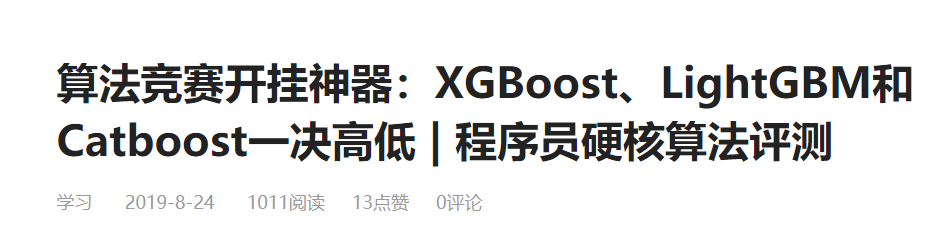 算法竞赛开挂神器：XGBoost、LightGBM和
Catboost一决高低 | 程序员硬核算法评测
学习 2019-8-24 1011阅读 13点赞 0评论